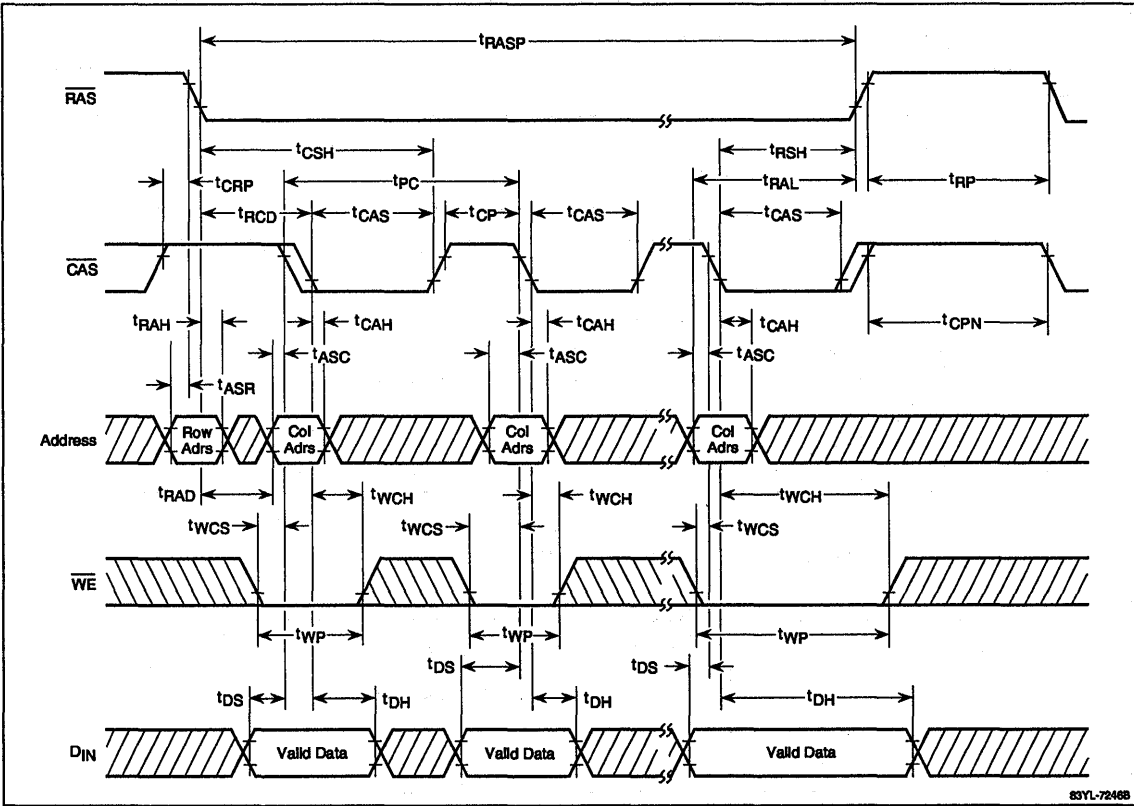 tRASP
RAS
tCSH
tRSH
tCRP
tPC
tRAL
tRP
tRCD
tCAS
tCP
tCAS
tCAS
CAS
tRAH
tCAH
tCAH
tCAH
tCPN
tASC
tASC
tASC
tASR
Address
Row Adrs
Col Adrs
Col Adrs
Col Adrs
tRAD
tWCH
tWCH
tWCH
tWCS
tWCS
tWCS
WE
tWP
tWP
tWP
tDS
tDS
tDS
tDH
tDH
tDH
DIN
Valid Data
Valid Data
Valid Data
83YL-7246B